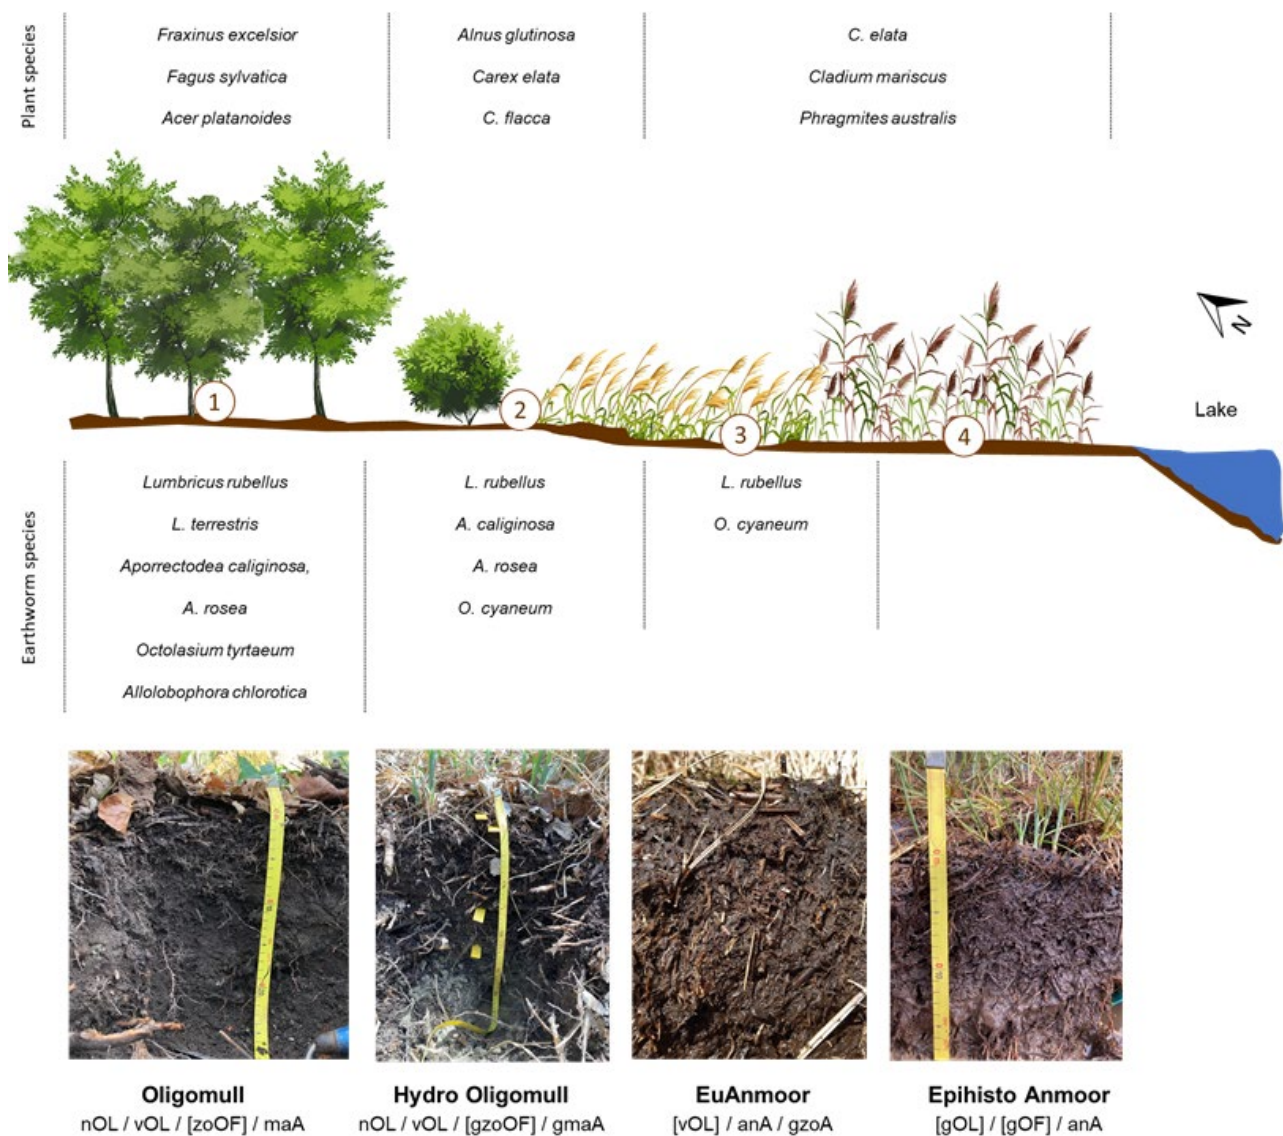 Plant species
Fraxinus excelsior
Fagus sylvatica
Acer platanoides
Alnus glutinosa
Carex elata
C. flacca
C. elata
Cladium mariscus
Phragmites australis
N
Lake
1
2
3
4
Earthworm species
Lumbricus rubellus
L. terrestris
Aporrectodea caliginosa,
A. rosea
Octolasium tyrtaeum
Allolobophora chlorotica
L. rubellus
A. caliginosa
A. rosea
O. cyaneum
L. rubellus
O. cyaneum
Oligomull
nOL / vOL / [zoOF] / maA
Hydro Oligomull
nOL / vOL / [gzoOF] / gmaA
EuAnmoor
[vOL] / anA / gzoA
Epihisto Anmoor
[gOL] / [gOF] / anA